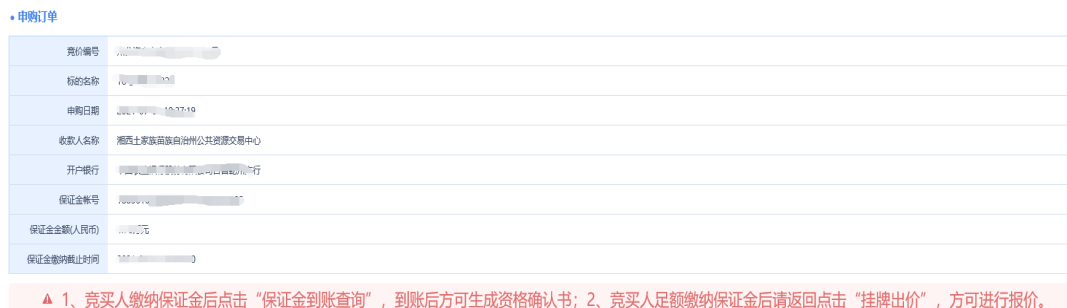 申购订单
竞价编号
标的名称
申购日期
收款人名称 湘西土家族苗族自治州公共资源交易中心
开户银行
保证金帐号
保证金金额(人民币)
保证金缴纳截止时间
1、竞买人缴纳保证金后点击“保证金到账查询”，到账后方可生成资格确认书；2、竞买人足额缴纳保证金后请返回点击“挂牌出价”，方可进行报价。